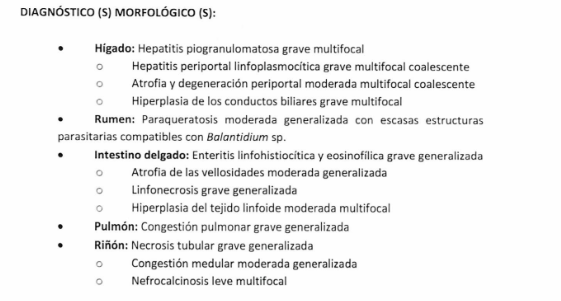 DIAGNÓSTICO (S) MORFOLÓGICO (S):
• Hígado: Hepatitis piogranulomatosa grave multifocal
○ Hepatitis periportal linfoplasmocítica grave multifocal coalescente
○ Atrofia y degeneración periportal moderada multifocal coalescente
○ Hiperplasia de los conductos biliares grave multifocal
• Rumen: Paraqueratosis moderada generalizada con escasas estructuras
parasitarias compatibles con Balantidium sp.
• Intestino delgado: Enteritis linfohistiocítica y eosinofílica grave generalizada
○ Atrofia de las vellosidades moderada generalizada
○ Linfonecrosis grave generalizada
○ Hiperplasia del tejido linfoide moderada multifocal
• Pulmón: Congestión pulmonar grave generalizada
• Riñón: Necrosis tubular grave generalizada
○ Congestión medular moderada generalizada
○ Nefrocalcinosis leve multifocal